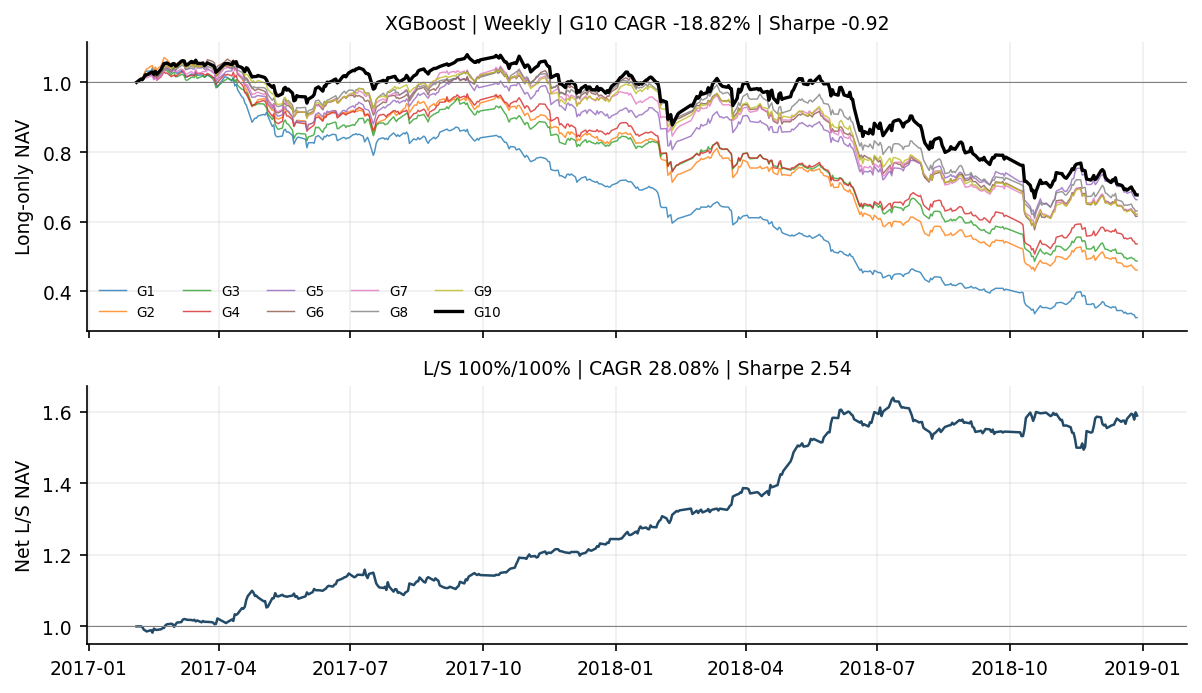 XGBoost | Weekly | G10 CAGR -18.82% | Sharpe -0.92
Long-only NAV
1.0
0.8
0.6
0.4
G1 G3 G5 G7 G9
G2 G4 G6 G8 G10
L/S 100%/100% | CAGR 28.08% | Sharpe 2.54
Net L/S NAV
1.6
1.4
1.2
1.0
2017-01 2017-04 2017-07 2017-10 2018-01 2018-04 2018-07 2018-10 2019-01